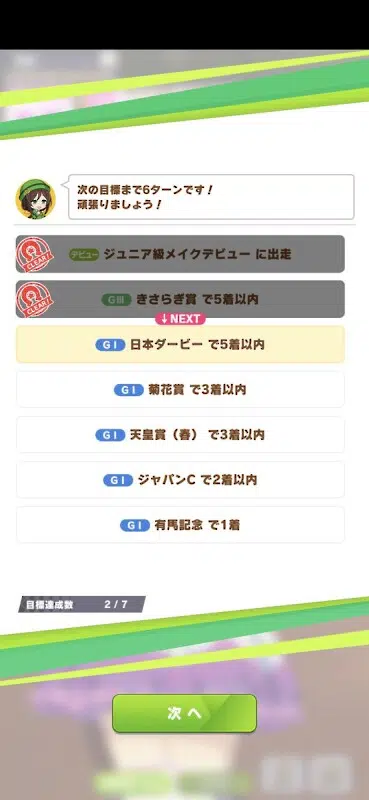 次の目標まで6ターンです！
頑張りましょう！
CLEAR!
デビュー ジュニア級メイクデビュー に出走
CLEAR!
GⅢ きさらぎ賞 で5着以内
↓NEXT
GⅠ 日本ダービー で5着以内
GⅠ 菊花賞 で3着以内
GⅠ 天皇賞（春） で3着以内
GⅠ ジャパンC で2着以内
GⅠ 有馬記念 で1着
目標達成数 2 / 7
次へ